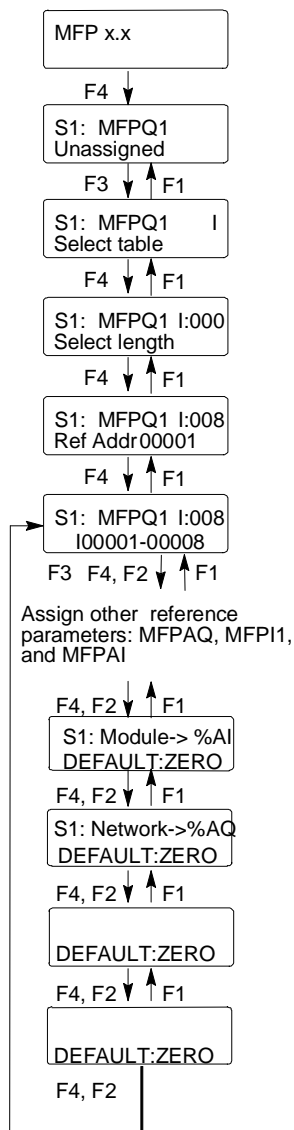 MFP x.x
F4
S1: MFPQ1
Unassigned
F3 F1
S1: MFPQ1 I
Select table
F4 F1
S1: MFPQ1 I:000
Select length
F4 F1
S1: MFPQ1 I:008
Ref Addr00001
F4 F1
S1: MFPQ1 I:008
I00001-00008
F3 F4, F2 F1
Assign other reference
parameters: MFPAQ, MFPI1,
and MFPAI
F4, F2 F1
S1: Module-> %AI
DEFAULT:ZERO
F4, F2 F1
S1: Network->%AQ
DEFAULT:ZERO
F4, F2 F1
DEFAULT:ZERO
F4, F2 F1
DEFAULT:ZERO
F4, F2